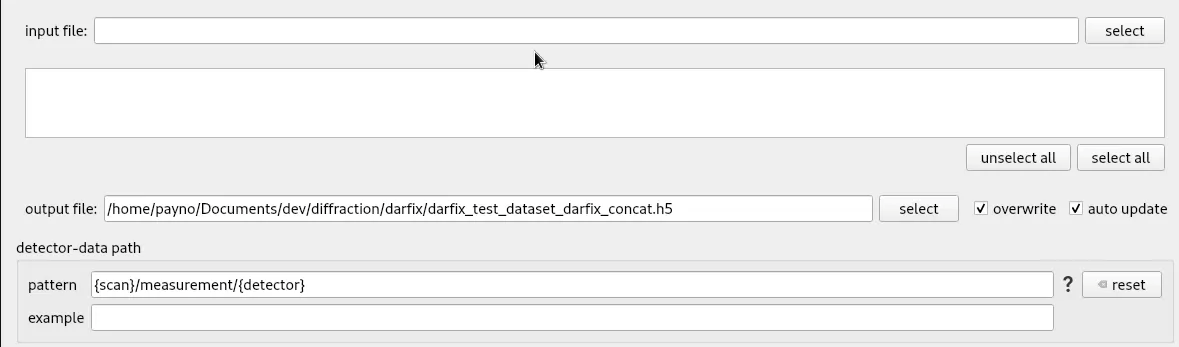 input file: select
unselect all select all
output file: /home/payno/Documents/dev/diffraction/darfix/darfix_test_dataset_darfix_concat.h5 select overwrite auto update
detector-data path
pattern {scan}/measurement/{detector} ? reset
example